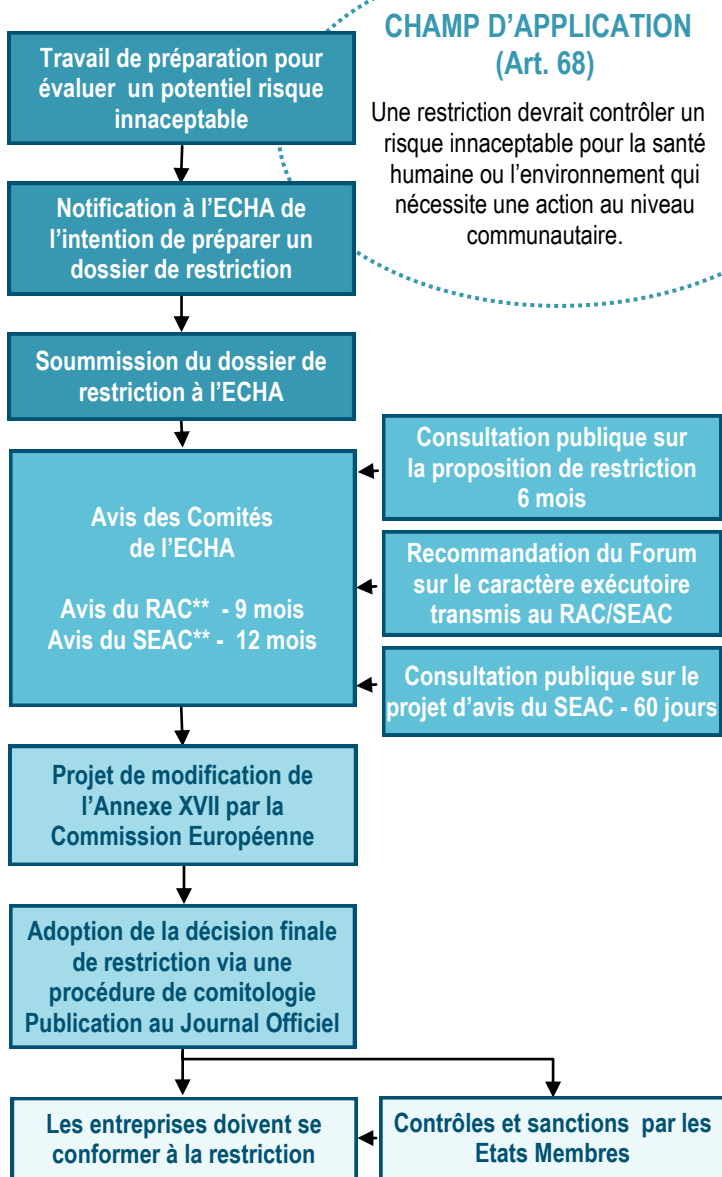 CHAMP D’APPLICATION
(Art. 68)
Une restriction devrait contrôler un
risque innaceptable pour la santé
humaine ou l’environnement qui
nécessite une action au niveau
communautaire.
Travail de préparation pour
évaluer un potentiel risque
innaceptable
Notification à l’ECHA de
l’intention de préparer un
dossier de restriction
Soummission du dossier de
restriction à l’ECHA
Avis des Comités
de l’ECHA
Avis du RAC** - 9 mois
Avis du SEAC** - 12 mois
Consultation publique sur
la proposition de restriction
6 mois
Recommandation du Forum
sur le caractère exécutoire
transmis au RAC/SEAC
Consultation publique sur le
projet d’avis du SEAC - 60 jours
Projet de modification de
l’Annexe XVII par la
Commission Européenne
Adoption de la décision finale
de restriction via une
procédure de comitologie
Publication au Journal Officiel
Les entreprises doivent se
conformer à la restriction
Contrôles et sanctions par les
Etats Membres